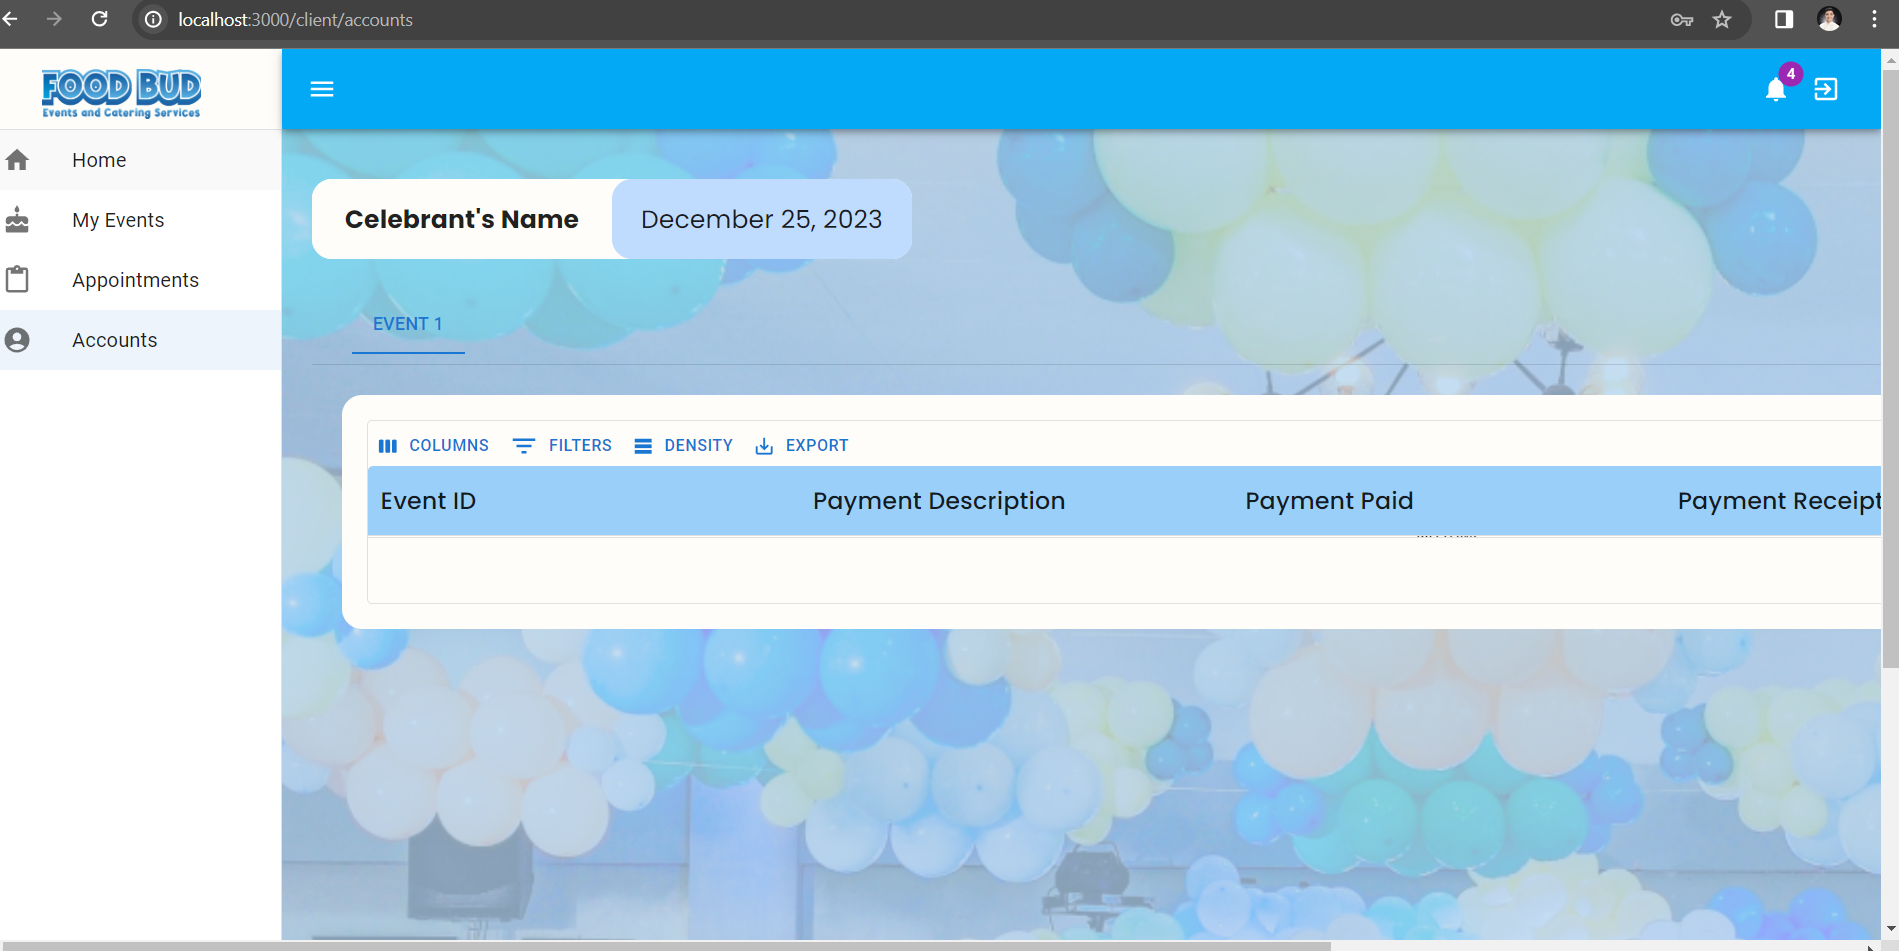 localhost:3000/client/accounts
FOOD BUD
Events and Catering Services
4
Home
My Events
Appointments
Accounts
Celebrant's Name
December 25, 2023
EVENT 1
COLUMNS FILTERS DENSITY EXPORT
Event ID Payment Description Payment Paid Payment Receipt